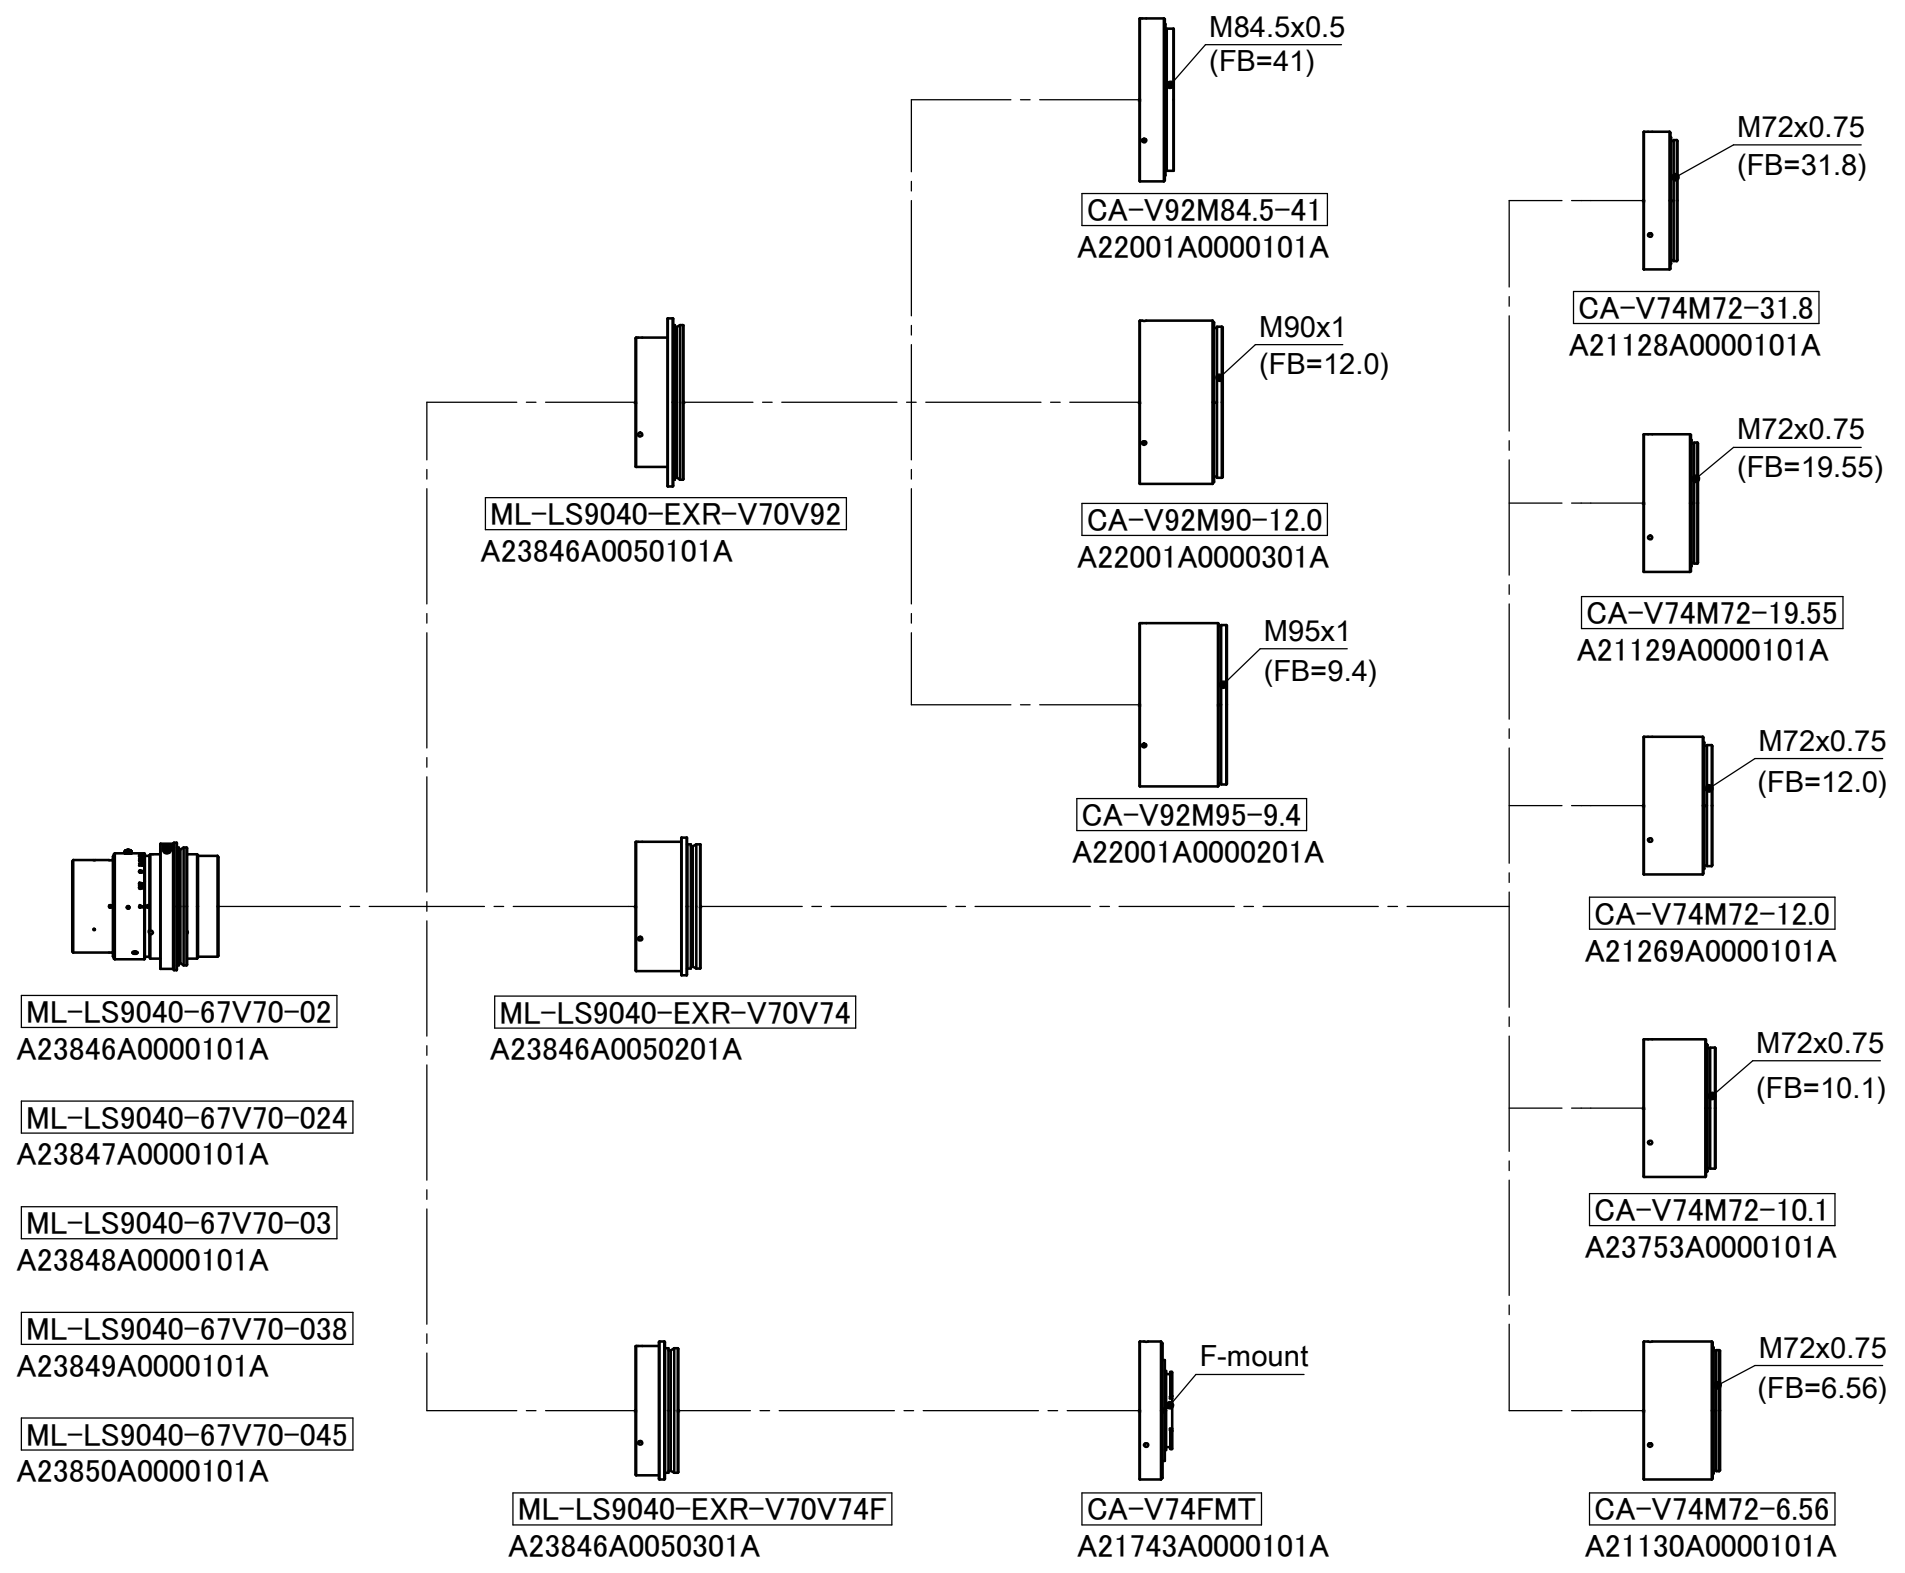 M84.5x0.5
(FB=41)
CA-V92M84.5-41
A22001A0000101A
M72x0.75
(FB=31.8)
CA-V74M72-31.8
A21128A0000101A
M90x1
(FB=12.0)
CA-V92M90-12.0
A22001A0000301A
ML-LS9040-EXR-V70V92
A23846A0050101A
M72x0.75
(FB=19.55)
CA-V74M72-19.55
A21129A0000101A
M95x1
(FB=9.4)
CA-V92M95-9.4
A22001A0000201A
M72x0.75
(FB=12.0)
CA-V74M72-12.0
A21269A0000101A
ML-LS9040-67V70-02
A23846A0000101A
ML-LS9040-67V70-024
A23847A0000101A
ML-LS9040-67V70-03
A23848A0000101A
ML-LS9040-67V70-038
A23849A0000101A
ML-LS9040-67V70-045
A23850A0000101A
ML-LS9040-EXR-V70V74
A23846A0050201A
M72x0.75
(FB=10.1)
CA-V74M72-10.1
A23753A0000101A
ML-LS9040-EXR-V70V74F
A23846A0050301A
F-mount
CA-V74FMT
A21743A0000101A
M72x0.75
(FB=6.56)
CA-V74M72-6.56
A21130A0000101A